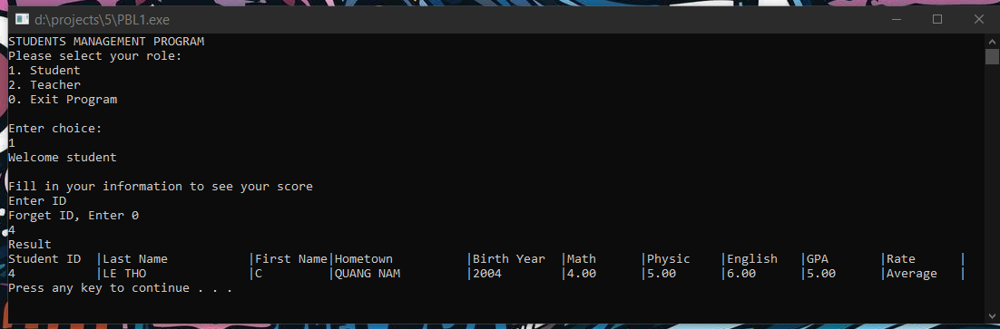 d:\projects\5\PBL1.exe
STUDENTS MANAGEMENT PROGRAM
Please select your role:
1. Student
2. Teacher
0. Exit Program
Enter choice:
1
Welcome student
Fill in your information to see your score
Enter ID
Forget ID, Enter 0
4
Result
Student ID  |Last Name           |First Name|Hometown          |Birth Year  |Math      |Physic    |English   |GPA       |Rate      |
4           |LE THO              |C         |QUANG NAM         |2004        |4.00      |5.00      |6.00      |5.00      |Average   |
Press any key to continue . . .